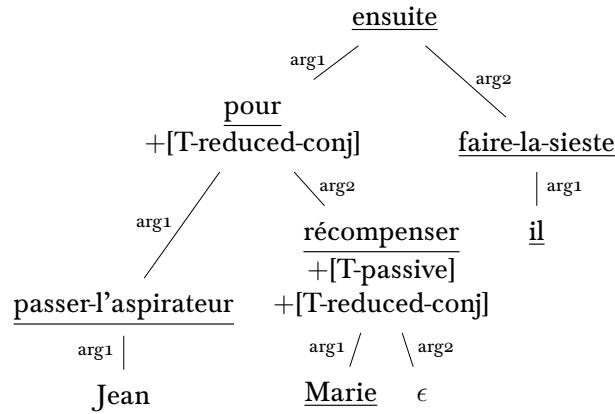 ensuite
arg1 arg2
pour
+[T-reduced-conj] faire-la-sieste
arg1 arg2 arg1
récompenser il
+[T-passive]
passer-l'aspirateur +[T-reduced-conj]
arg1 arg1 arg2
Jean Marie ϵ